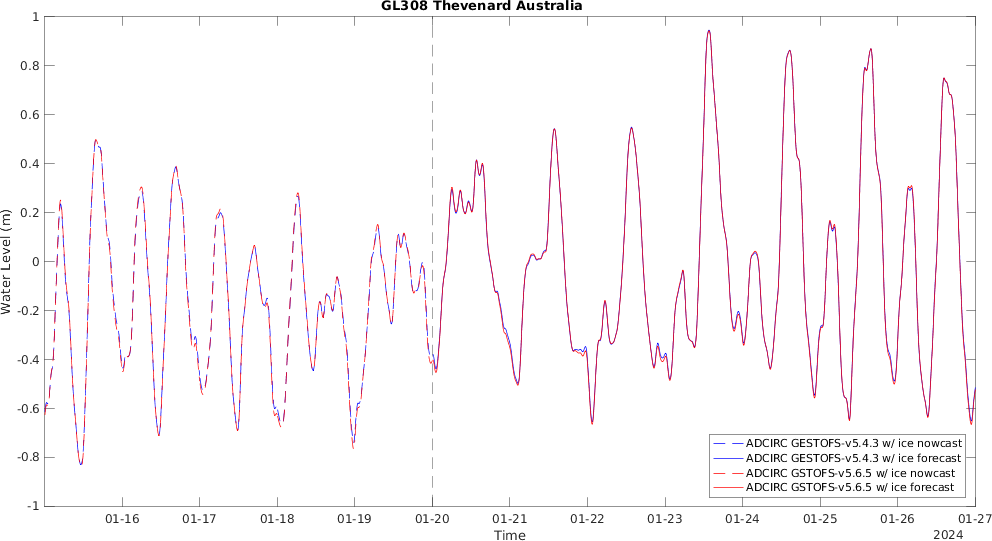 GL308 Thevenard Australia
Water Level (m)
1
0.8
0.6
0.4
0.2
0
-0.2
-0.4
-0.6
-0.8
-1
01-16 01-17 01-18 01-19 01-20 01-21 01-22 01-23 01-24 01-25 01-26 01-27
2024
Time
ADCIRC GESTOFS-v5.4.3 w/ ice nowcast
ADCIRC GESTOFS-v5.4.3 w/ ice forecast
ADCIRC GSTOFS-v5.6.5 w/ ice nowcast
ADCIRC GSTOFS-v5.6.5 w/ ice forecast